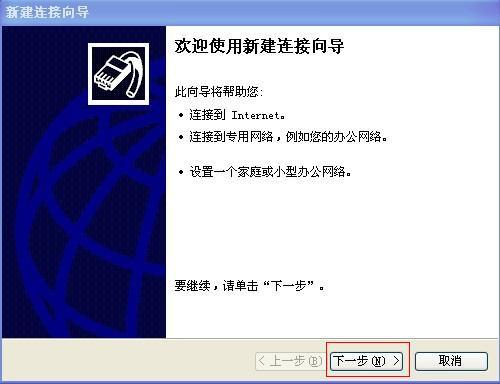 新建连接向导
欢迎使用新建连接向导
此向导将帮助您:
• 连接到 Internet。
• 连接到专用网络，例如您的办公网络。
• 设置一个家庭或小型办公网络。
要继续，请单击“下一步”。
< 上一步(B) 下一步(N) > 取消